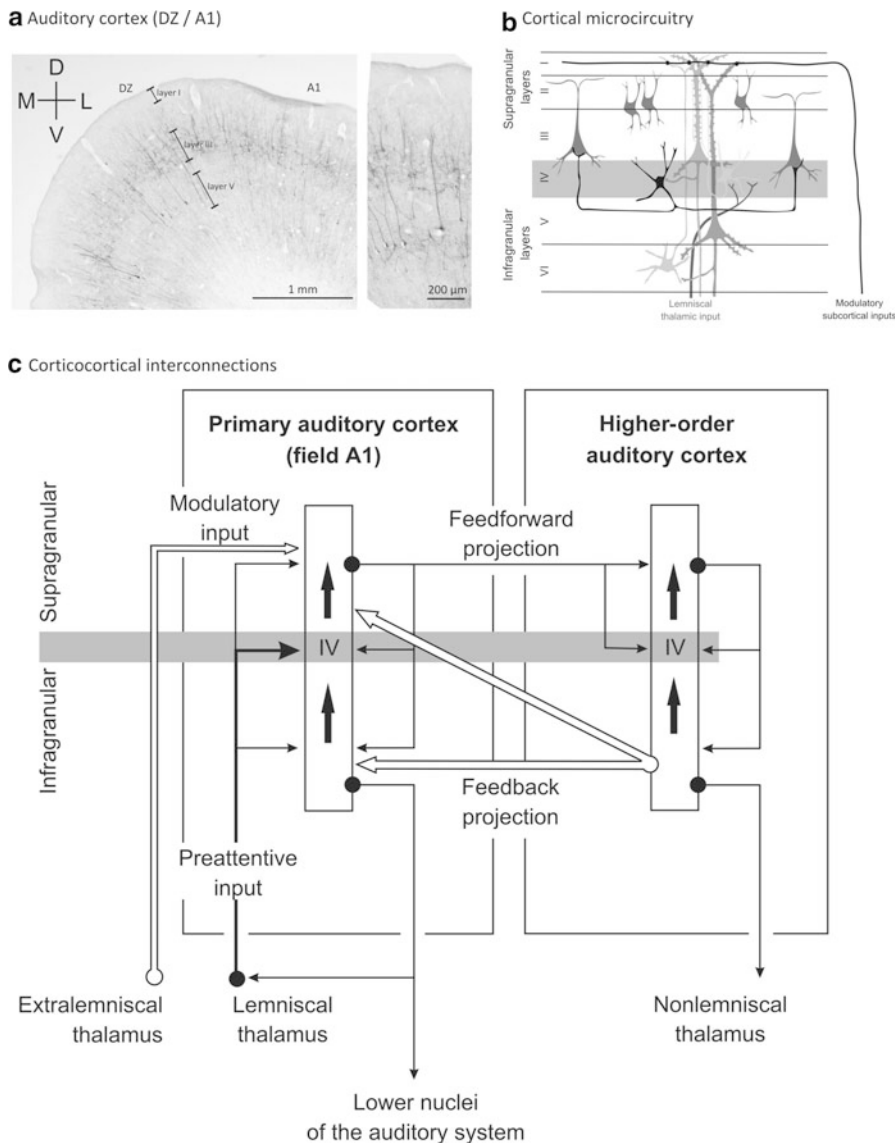 a Auditory cortex (DZ / A1)
D
M L
V
DZ
layer I
A1
layer III
layer V
1 mm
200 µm
b Cortical microcircuitry
Supragranular
layers
Infragranular
layers
I
II
III
IV
V
VI
Lemniscal
thalamic input
Modulatory
subcortical inputs
c Corticocortical interconnections
Primary auditory cortex
(field A1)
Higher-order
auditory cortex
Supragranular
Infragranular
Modulatory
input
Feedforward
projection
IV
IV
Feedback
projection
Preattentive
input
Extralemniscal
thalamus
Lemniscal
thalamus
Nonlemniscal
thalamus
Lower nuclei
of the auditory system